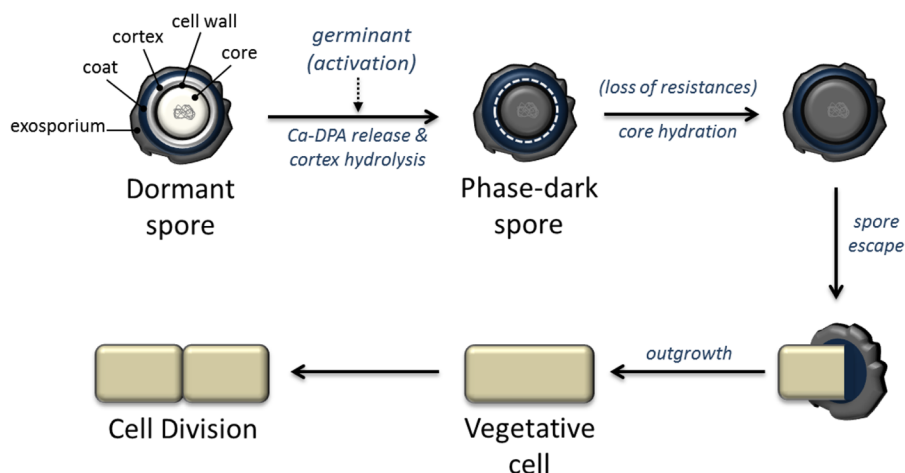 cell wall
cortex
core
coat
exosporium
Dormant
spore
germinant
(activation)
Ca-DPA release &
cortex hydrolysis
Phase-dark
spore
(loss of resistances)
core hydration
spore
escape
outgrowth
Vegetative
cell
Cell Division